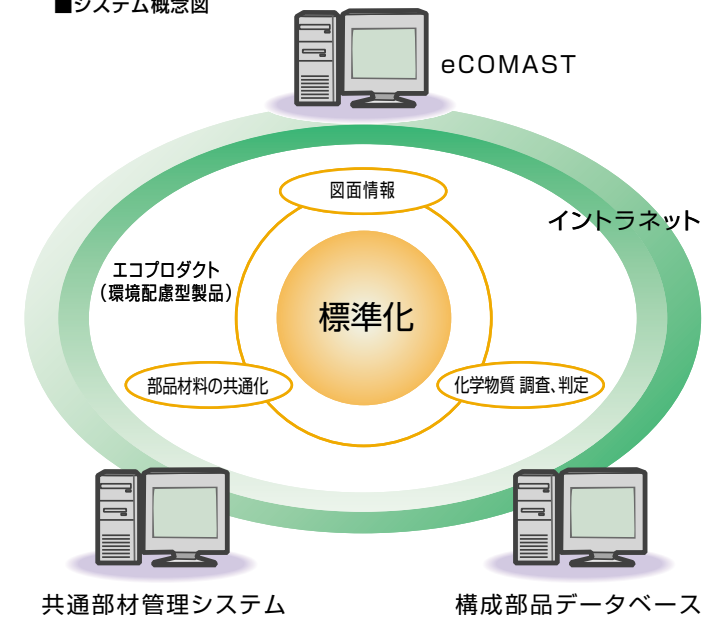 ■システム概念図
eCOMAST
図面情報
イントラネット
エコプロダクト
（環境配慮型製品）
標準化
部品材料の共通化
化学物質 調査、判定
共通部材管理システム
構成部品データベース